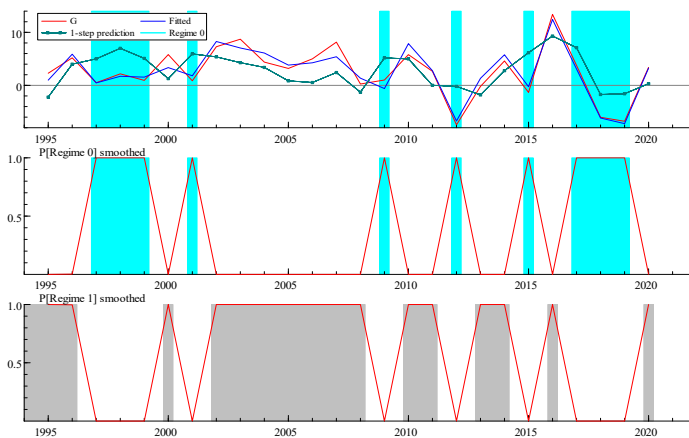 G Fitted
1-step prediction Regime 0
10
0
1995 2000 2005 2010 2015 2020
P[Regime 0] smoothed
1.0
0.5
1995 2000 2005 2010 2015 2020
P[Regime 1] smoothed
1.0
0.5
1995 2000 2005 2010 2015 2020